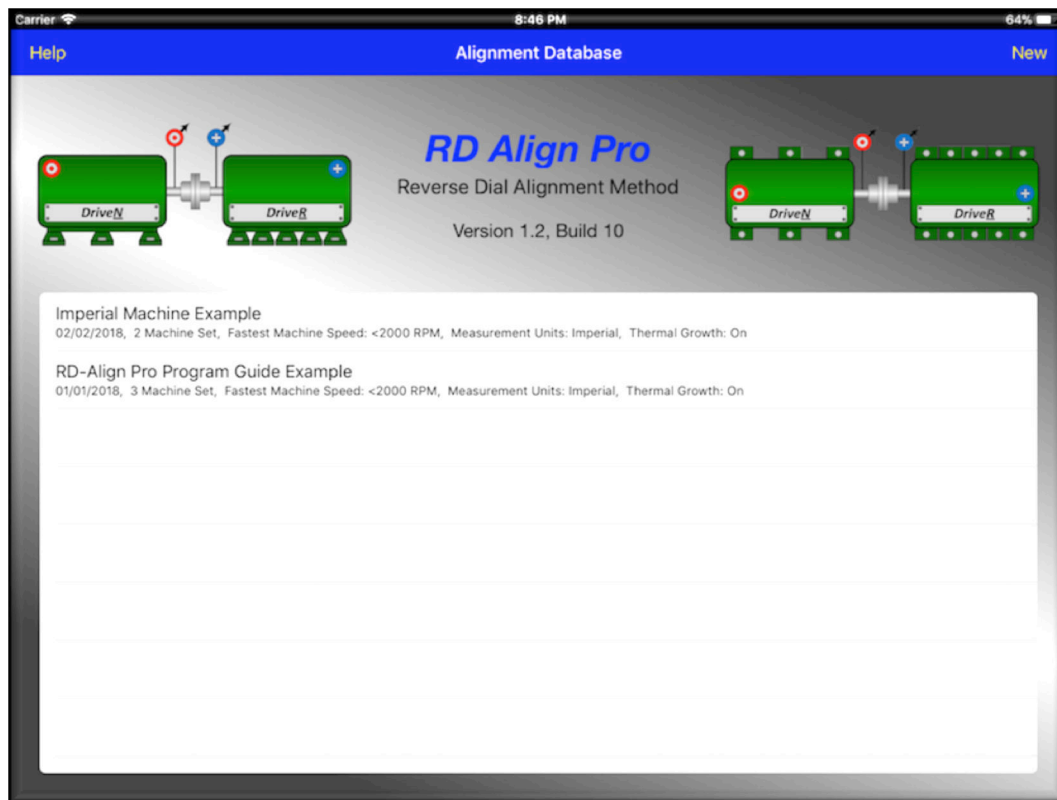 Carrier 8:46 PM 64%
Help Alignment Database New
RD Align Pro
Reverse Dial Alignment Method
Version 1.2, Build 10
DriveN DriveR
DriveN DriveR
Imperial Machine Example
02/02/2018, 2 Machine Set, Fastest Machine Speed: <2000 RPM, Measurement Units: Imperial, Thermal Growth: On
RD-Align Pro Program Guide Example
01/01/2018, 3 Machine Set, Fastest Machine Speed: <2000 RPM, Measurement Units: Imperial, Thermal Growth: On